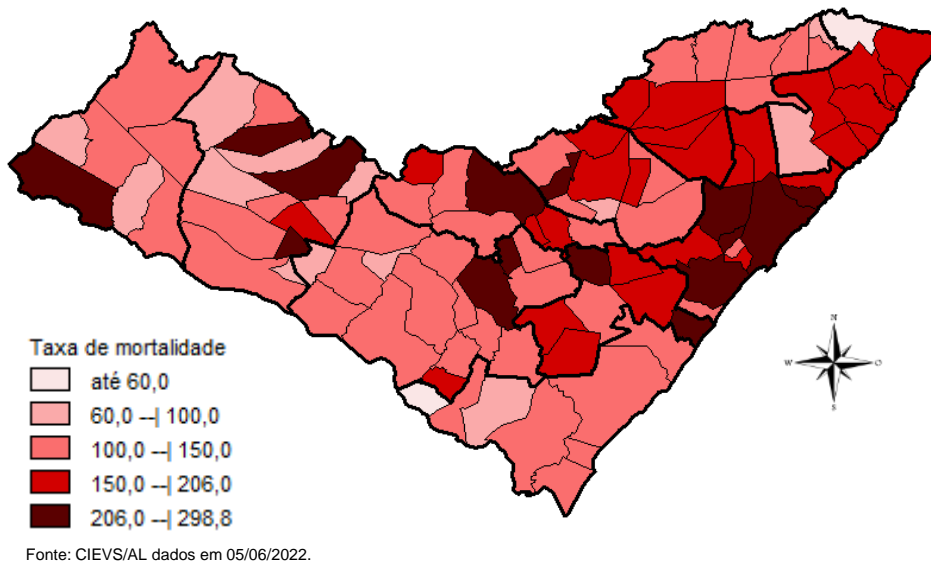 N
W
O
S
Taxa de mortalidade
até 60,0
60,0 --| 100,0
100,0 --| 150,0
150,0 --| 206,0
206,0 --| 298,8
Fonte: CIEVS/AL dados em 05/06/2022.